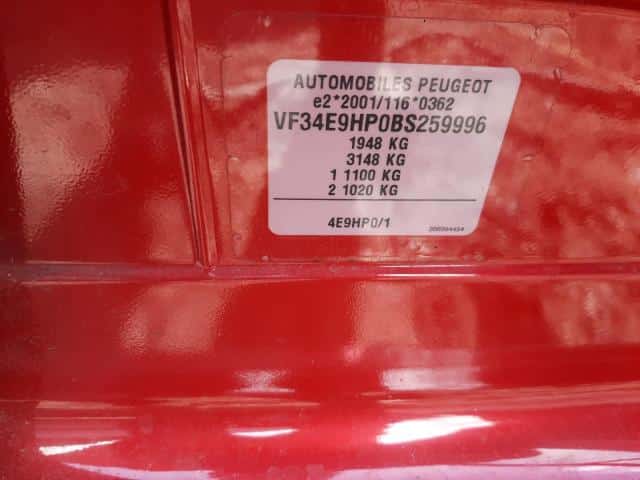 AUTOMOBILES PEUGEOT
e2*2001/116*0362
VF34E9HP0BS259996
1948 KG
3148 KG
1 1100 KG
2 1020 KG
4E9HP0/1